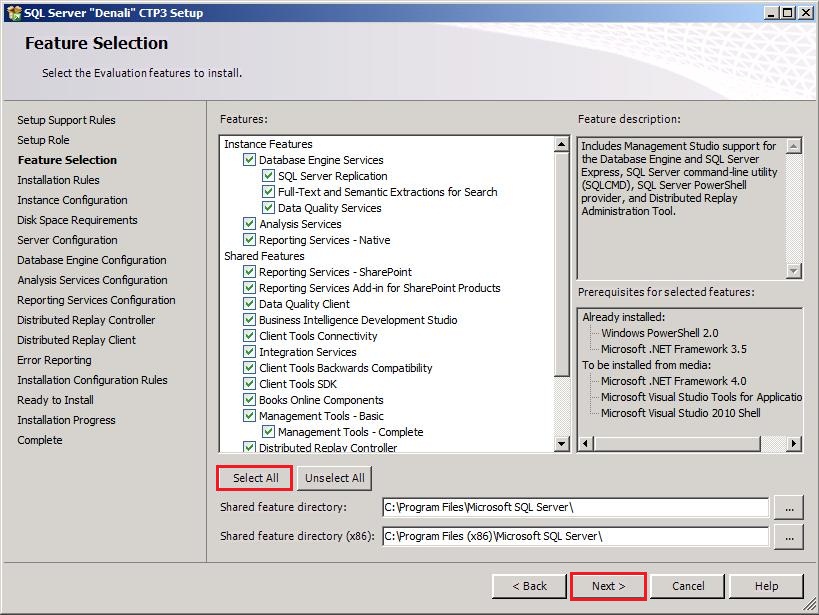 SQL Server "Denali" CTP3 Setup
Feature Selection
Select the Evaluation features to install.
Setup Support Rules
Setup Role
Feature Selection
Installation Rules
Instance Configuration
Disk Space Requirements
Server Configuration
Database Engine Configuration
Analysis Services Configuration
Reporting Services Configuration
Distributed Replay Controller
Distributed Replay Client
Error Reporting
Installation Configuration Rules
Ready to Install
Installation Progress
Complete
Features:
Instance Features
Database Engine Services
SQL Server Replication
Full-Text and Semantic Extractions for Search
Data Quality Services
Analysis Services
Reporting Services - Native
Shared Features
Reporting Services - SharePoint
Reporting Services Add-in for SharePoint Products
Data Quality Client
Business Intelligence Development Studio
Client Tools Connectivity
Integration Services
Client Tools Backwards Compatibility
Client Tools SDK
Books Online Components
Management Tools - Basic
Management Tools - Complete
Distributed Replay Controller
Feature description:
Includes Management Studio support for
the Database Engine and SQL Server
Express, SQL Server command-line utility
(SQLCMD), SQL Server PowerShell
provider, and Distributed Replay
Administration Tool.
Prerequisites for selected features:
Already installed:
Windows PowerShell 2.0
Microsoft .NET Framework 3.5
To be installed from media:
Microsoft .NET Framework 4.0
Microsoft Visual Studio Tools for Applicatio
Microsoft Visual Studio 2010 Shell
Select All
Unselect All
Shared feature directory:
C:\Program Files\Microsoft SQL Server\
...
Shared feature directory (x86):
C:\Program Files (x86)\Microsoft SQL Server\
...
< Back
Next >
Cancel
Help